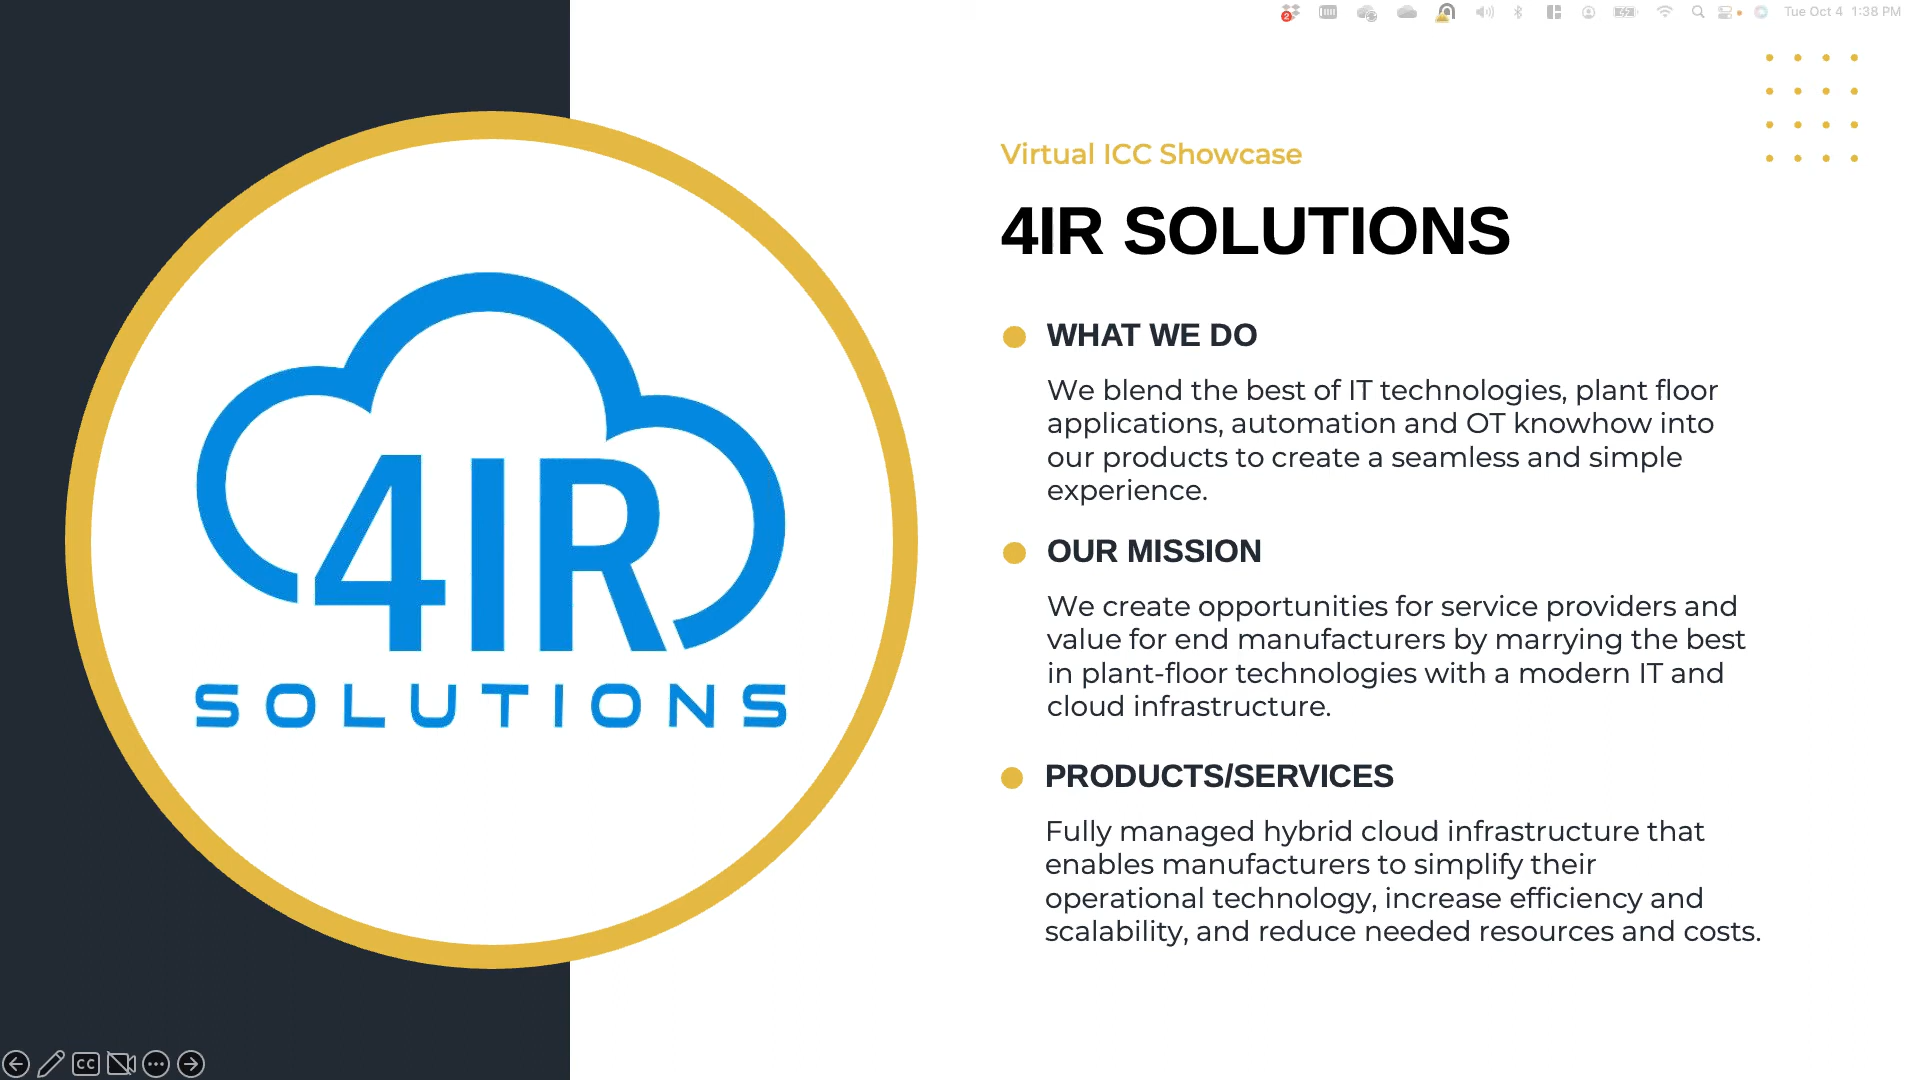 Tue Oct 4 1:38 PM
2
4IR
SOLUTIONS
Virtual ICC Showcase
4IR SOLUTIONS
WHAT WE DO
We blend the best of IT technologies, plant floor
applications, automation and OT knowhow into
our products to create a seamless and simple
experience.
OUR MISSION
We create opportunities for service providers and
value for end manufacturers by marrying the best
in plant-floor technologies with a modern IT and
cloud infrastructure.
PRODUCTS/SERVICES
Fully managed hybrid cloud infrastructure that
enables manufacturers to simplify their
operational technology, increase efficiency and
scalability, and reduce needed resources and costs.
CC